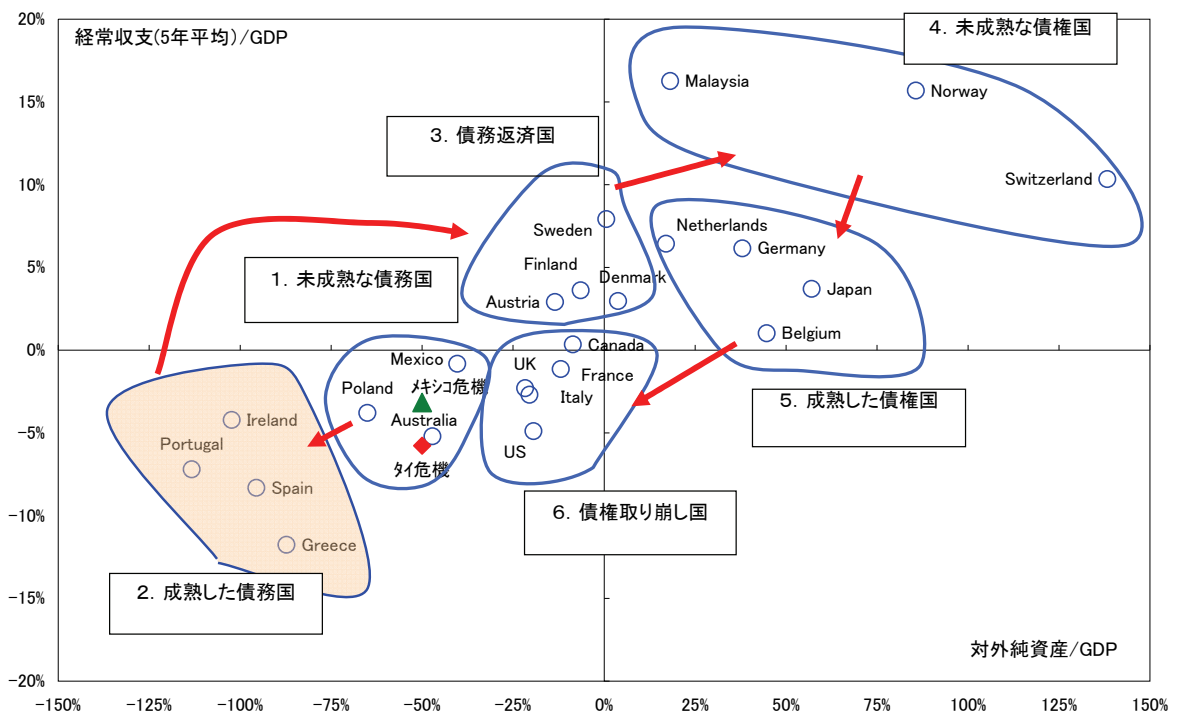 20%
経常収支(5年平均)/GDP
4．未成熟な債権国
Malaysia
Norway
15%
3．債務返済国
10%
Switzerland
Sweden
Netherlands
Germany
5%
Finland
Denmark
1．未成熟な債務国
Austria
Japan
Belgium
0%
Canada
Mexico
UK
France
メキシコ危機
Poland
Italy
5．成熟した債権国
Ireland
Australia
-5%
Portugal
US
タイ危機
Spain
6．債権取り崩し国
-10%
Greece
2．成熟した債務国
-15%
対外純資産/GDP
-20%
-150%
-125%
-100%
-75%
-50%
-25%
0%
25%
50%
75%
100%
125%
150%